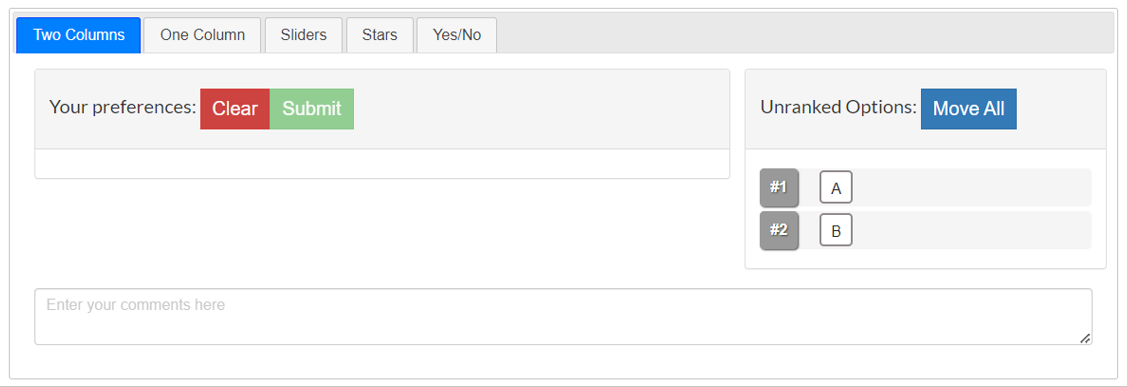 Two Columns One Column Sliders Stars Yes/No
Your preferences: Clear Submit
Unranked Options: Move All
#1 A
#2 B
Enter your comments here